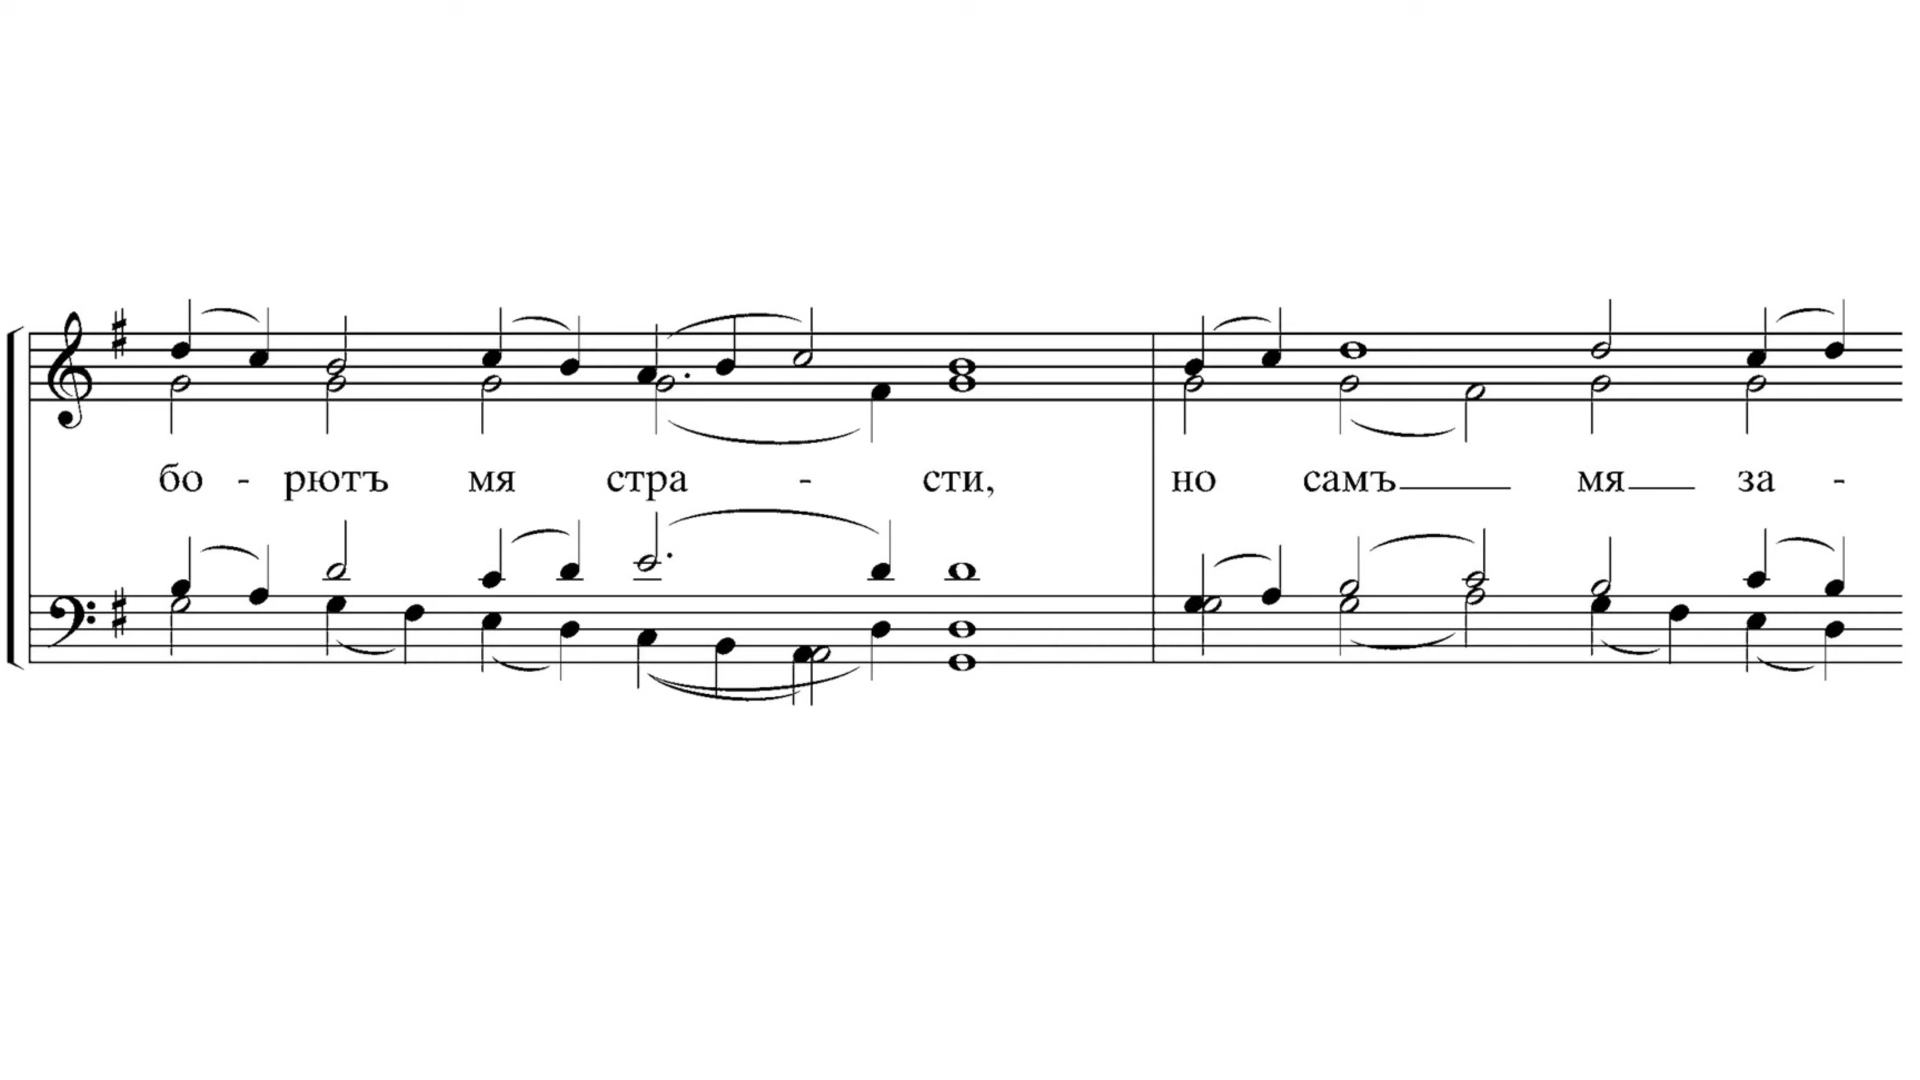 бо - рютъ мя стра - сти, но самъ мя за -